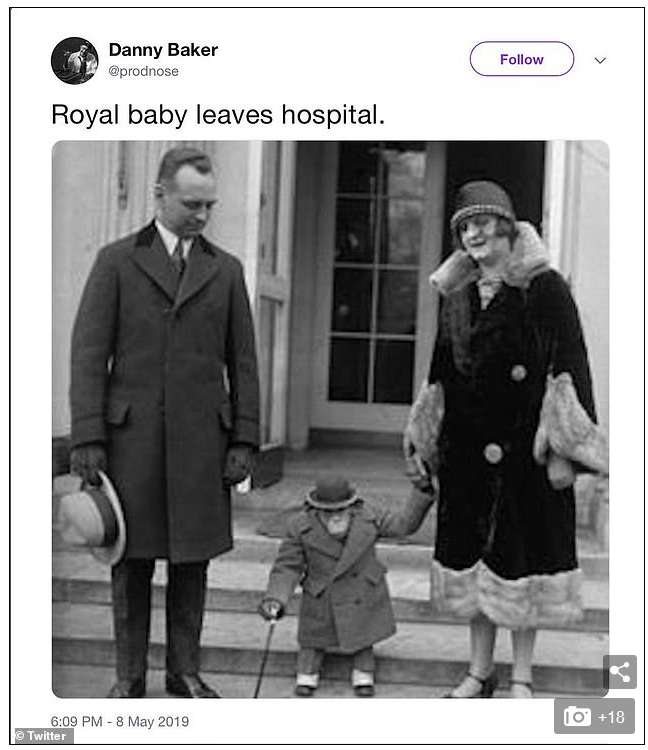 Danny Baker
@prodnose
Follow
Royal baby leaves hospital.
6:09 PM - 8 May 2019
+18
© Twitter